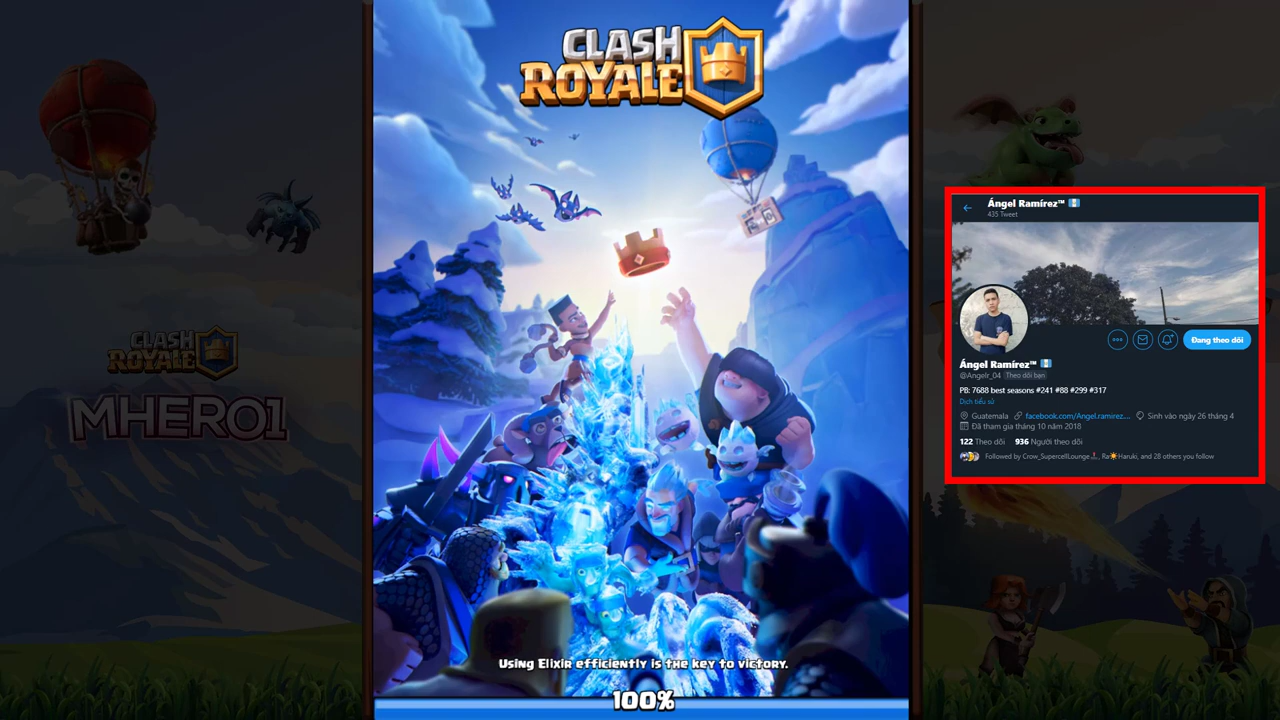 CLASH
ROYALE
CLASH
ROYALE
MHERO1
Ángel Ramírez™
435 Tweet
Đang theo dõi
Ángel Ramírez™
@Angelr_04 Theo dõi bạn
PB: 7688 best seasons #241 #88 #299 #317
Dịch tiểu sử
Guatemala facebook.com/Angel.ramirez.... Sinh vào ngày 26 tháng 4
Đã tham gia tháng 10 năm 2018
122 Theo dõi 936 Người theo dõi
Followed by Crow_SupercellLounge, Ra☀Haruki, and 28 others you follow
Using Elixir efficiently is the key to victory.
100%